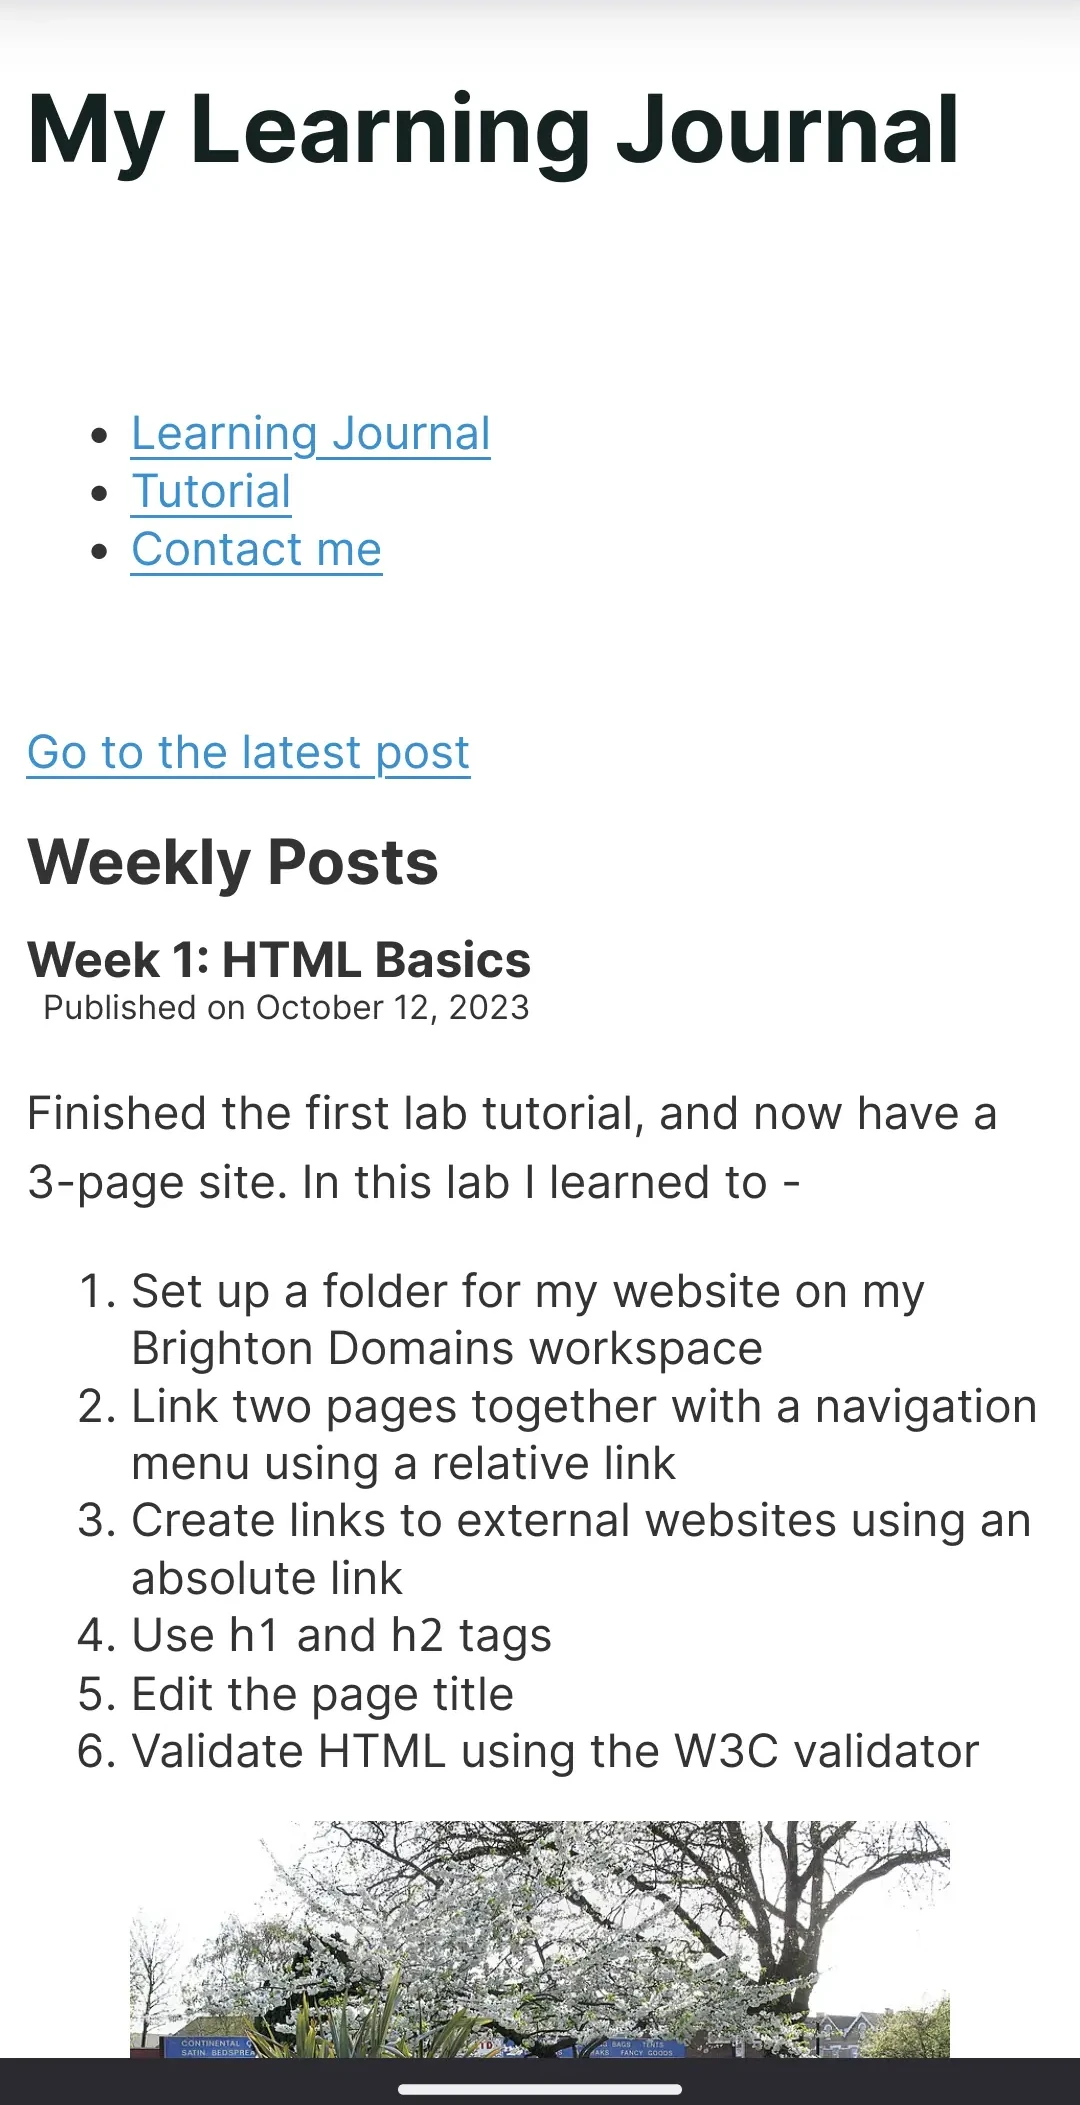 My Learning Journal
Learning Journal
Tutorial
Contact me
Go to the latest post
Weekly Posts
Week 1: HTML Basics
Published on October 12, 2023
Finished the first lab tutorial, and now have a
3-page site. In this lab I learned to -
1. Set up a folder for my website on my
Brighton Domains workspace
2. Link two pages together with a navigation
menu using a relative link
3. Create links to external websites using an
absolute link
4. Use h1 and h2 tags
5. Edit the page title
6. Validate HTML using the W3C validator
CONTINENTAL
SATIN BEDSPREA
BAGS TENTS
FANCY GOODS